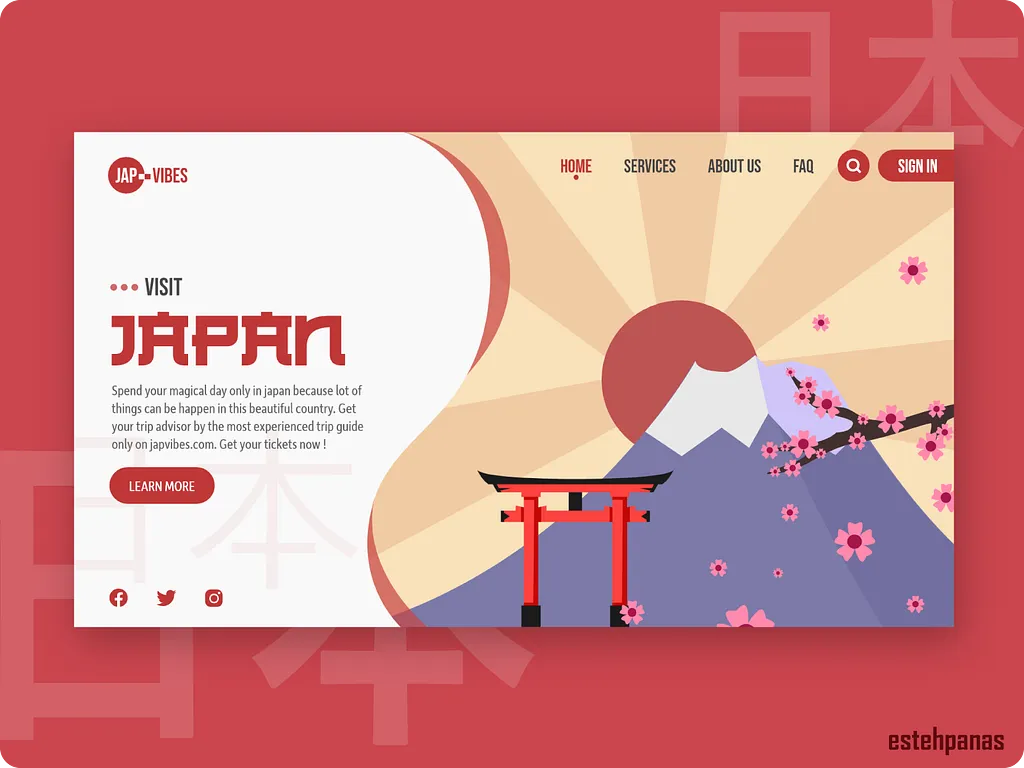 日本
JAP-VIBES
HOME
SERVICES
ABOUT US
FAQ
SIGN IN
VISIT
JAPAN
Spend your magical day only in japan because lot of
things can be happen in this beautiful country. Get
your trip advisor by the most experienced trip guide
only on japvibes.com. Get your tickets now !
日本
LEARN MORE
日本
estehpanas